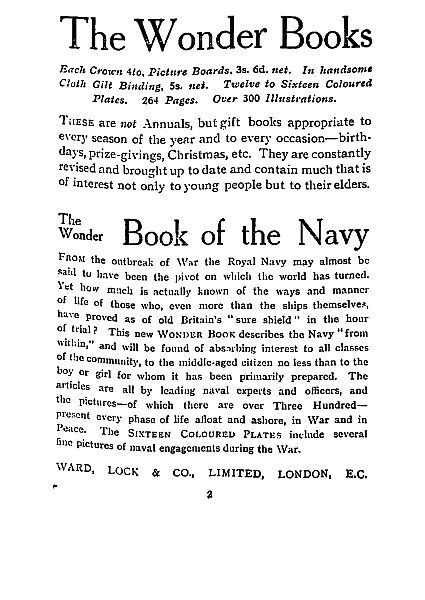 The Wonder Books
Each Crown 4to, Picture Boards, 3s. 6d. net. In handsome
Cloth Gilt Binding, 5s. net. Twelve to Sixteen Coloured
Plates. 264 Pages. Over 300 Illustrations.
THESE are not Annuals, but gift books appropriate to
every season of the year and to every occasion—birth-
days, prize-givings, Christmas, etc. They are constantly
revised and brought up to date and contain much that is
of interest not only to young people but to their elders.
The
Wonder Book of the Navy
FROM the outbreak of War the Royal Navy may almost be
said to have been the pivot on which the world has turned.
Yet how much is actually known of the ways and manner
of life of those who, even more than the ships themselves,
have proved as of old Britain's "sure shield" in the hour
of trial? This new WONDER BOOK describes the Navy "from
within," and will be found of absorbing interest to all classes
of the community, to the middle-aged citizen no less than to the
boy or girl for whom it has been primarily prepared. The
articles are all by leading naval experts and officers, and
the pictures—of which there are over Three Hundred—
present every phase of life afloat and ashore, in War and in
Peace. The SIXTEEN COLOURED PLATES include several
fine pictures of naval engagements during the War.
WARD, LOCK & CO., LIMITED, LONDON, E.C.
2